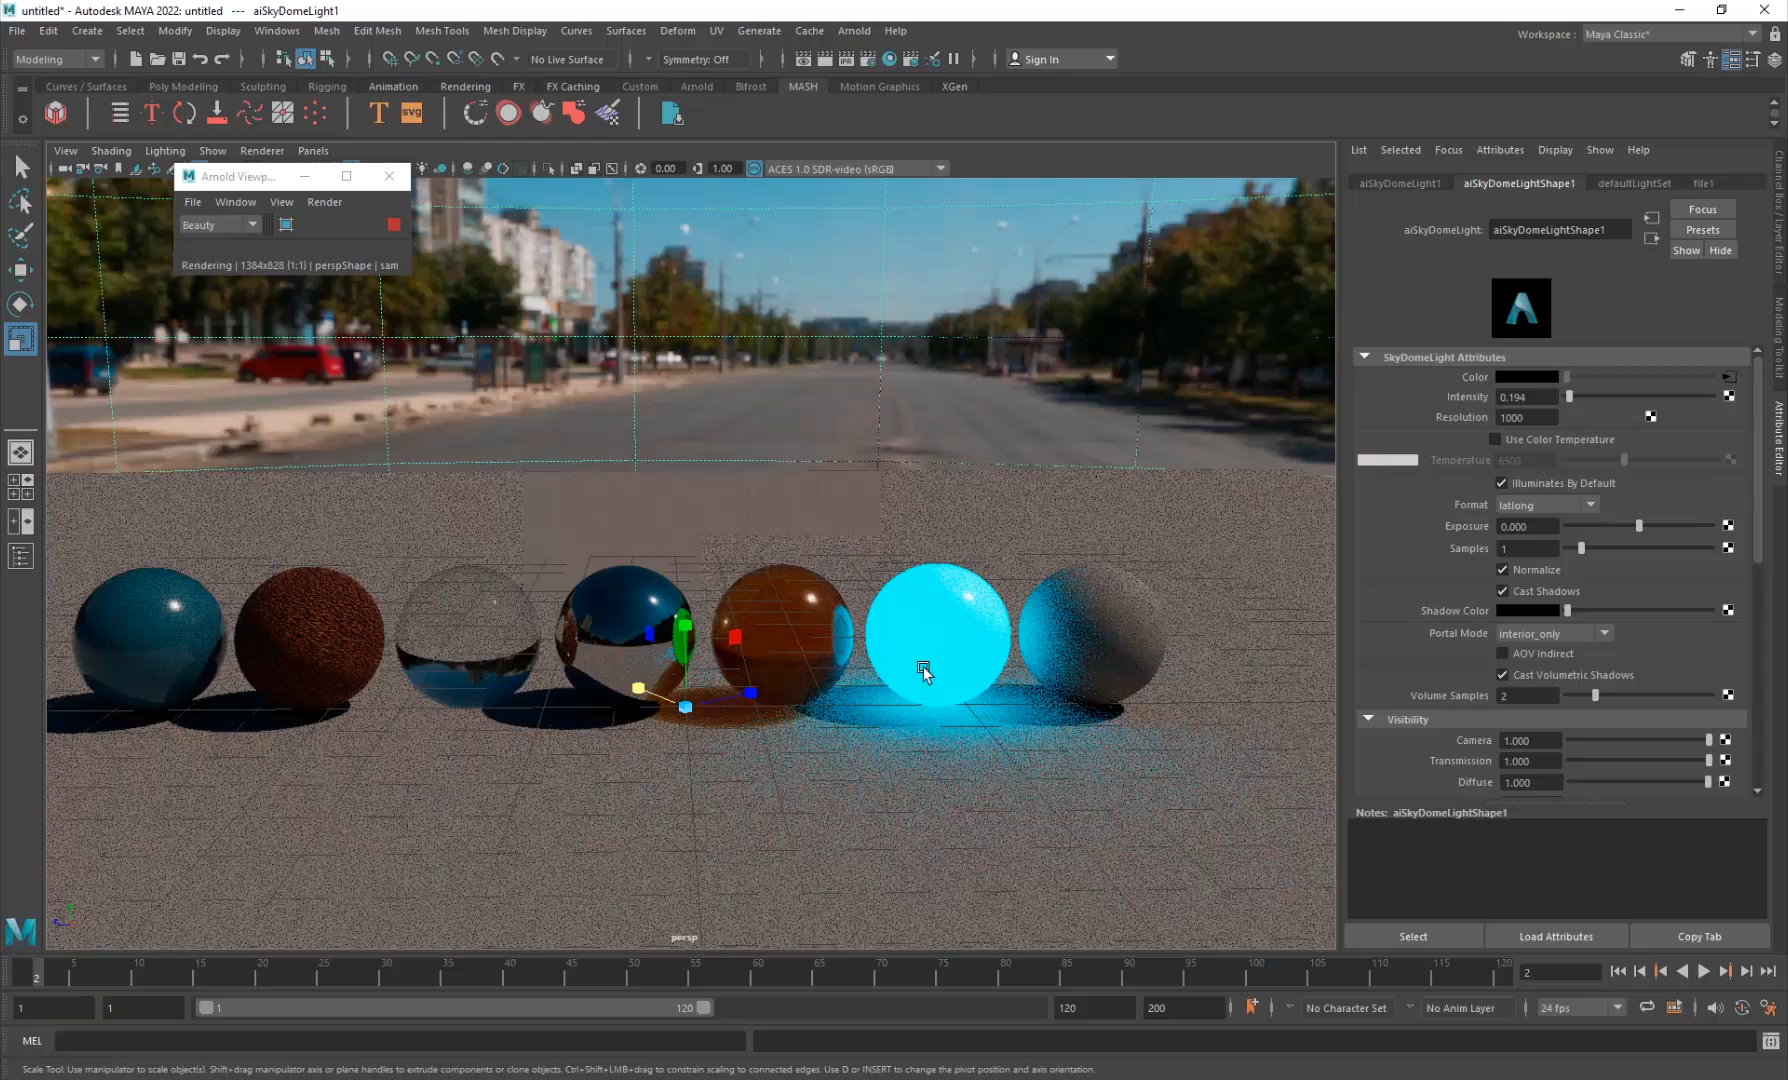 untitled* - Autodesk MAYA 2022: untitled   ---   aiSkyDomeLight1
File Edit Create Select Modify Display Windows Mesh Edit Mesh Mesh Tools Mesh Display Curves Surfaces Deform UV Generate Cache Arnold Help
Workspace : Maya Classic*
Modeling No Live Surface Symmetry: Off Sign In
Curves / Surfaces Poly Modeling Sculpting Rigging Animation Rendering FX FX Caching Custom Arnold Bifrost MASH Motion Graphics XGen
T T svg
View Shading Lighting Show Renderer Panels
0.00 1.00 ACES 1.0 SDR-video (sRGB)
Arnold Viewp...
File Window View Render
Beauty
Rendering | 1384x828 (1:1) | perspShape | sam
persp
List Selected Focus Attributes Display Show Help
aiSkyDomeLight1 aiSkyDomeLightShape1 defaultLightSet file1
aiSkyDomeLight: aiSkyDomeLightShape1
Focus
Presets
Show Hide
SkyDomeLight Attributes
Color
Intensity 0.194
Resolution 1000
Use Color Temperature
Temperature 6500
Illuminates By Default
Format latlong
Exposure 0.000
Samples 1
Normalize
Cast Shadows
Shadow Color
Portal Mode interior_only
AOV Indirect
Cast Volumetric Shadows
Volume Samples 2
Visibility
Camera 1.000
Transmission 1.000
Diffuse 1.000
Notes: aiSkyDomeLightShape1
Select Load Attributes Copy Tab
Channel Box / Layer Editor
Modeling Toolkit
Attribute Editor
2 5 10 15 20 25 30 35 40 45 50 55 60 65 70 75 80 85 90 95 100 105 110 115 120 2
1 1 1 120 120 200 No Character Set No Anim Layer 24 fps
MEL
Scale Tool: Use manipulator to scale object(s). Shift+drag manipulator axis or plane handles to extrude components or clone objects. Ctrl+Shift+LMB+drag to constrain scaling to connected edges. Use D or INSERT to change the pivot position and axis orientation.